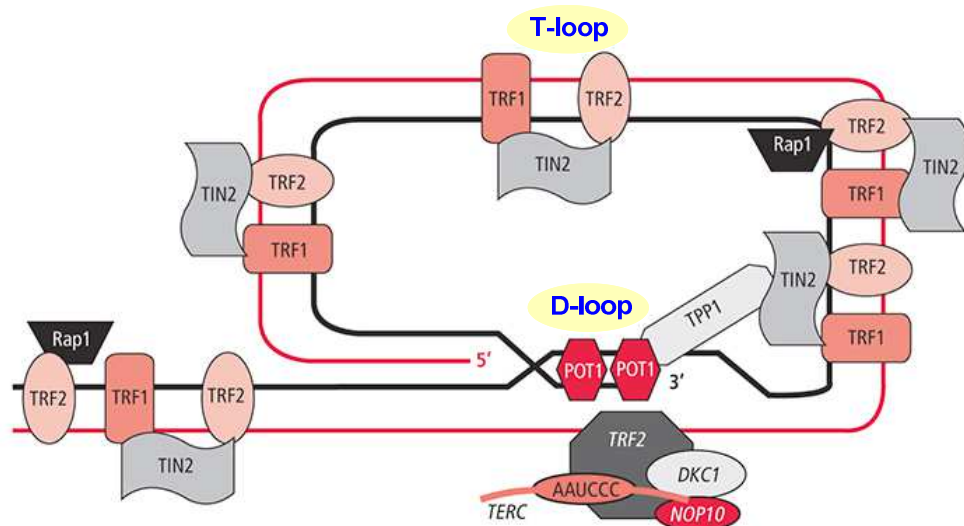 T-loop
TRF1
TRF2
TIN2
TRF2
Rap1
TIN2
TRF1
TIN2
TRF2
TRF1
TRF2
TIN2
TPP1
TRF1
D-loop
5′
POT1
POT1
3′
Rap1
TRF2
TRF1
TRF2
TIN2
TRF2
DKC1
AAUCCC
TERC
NOP10